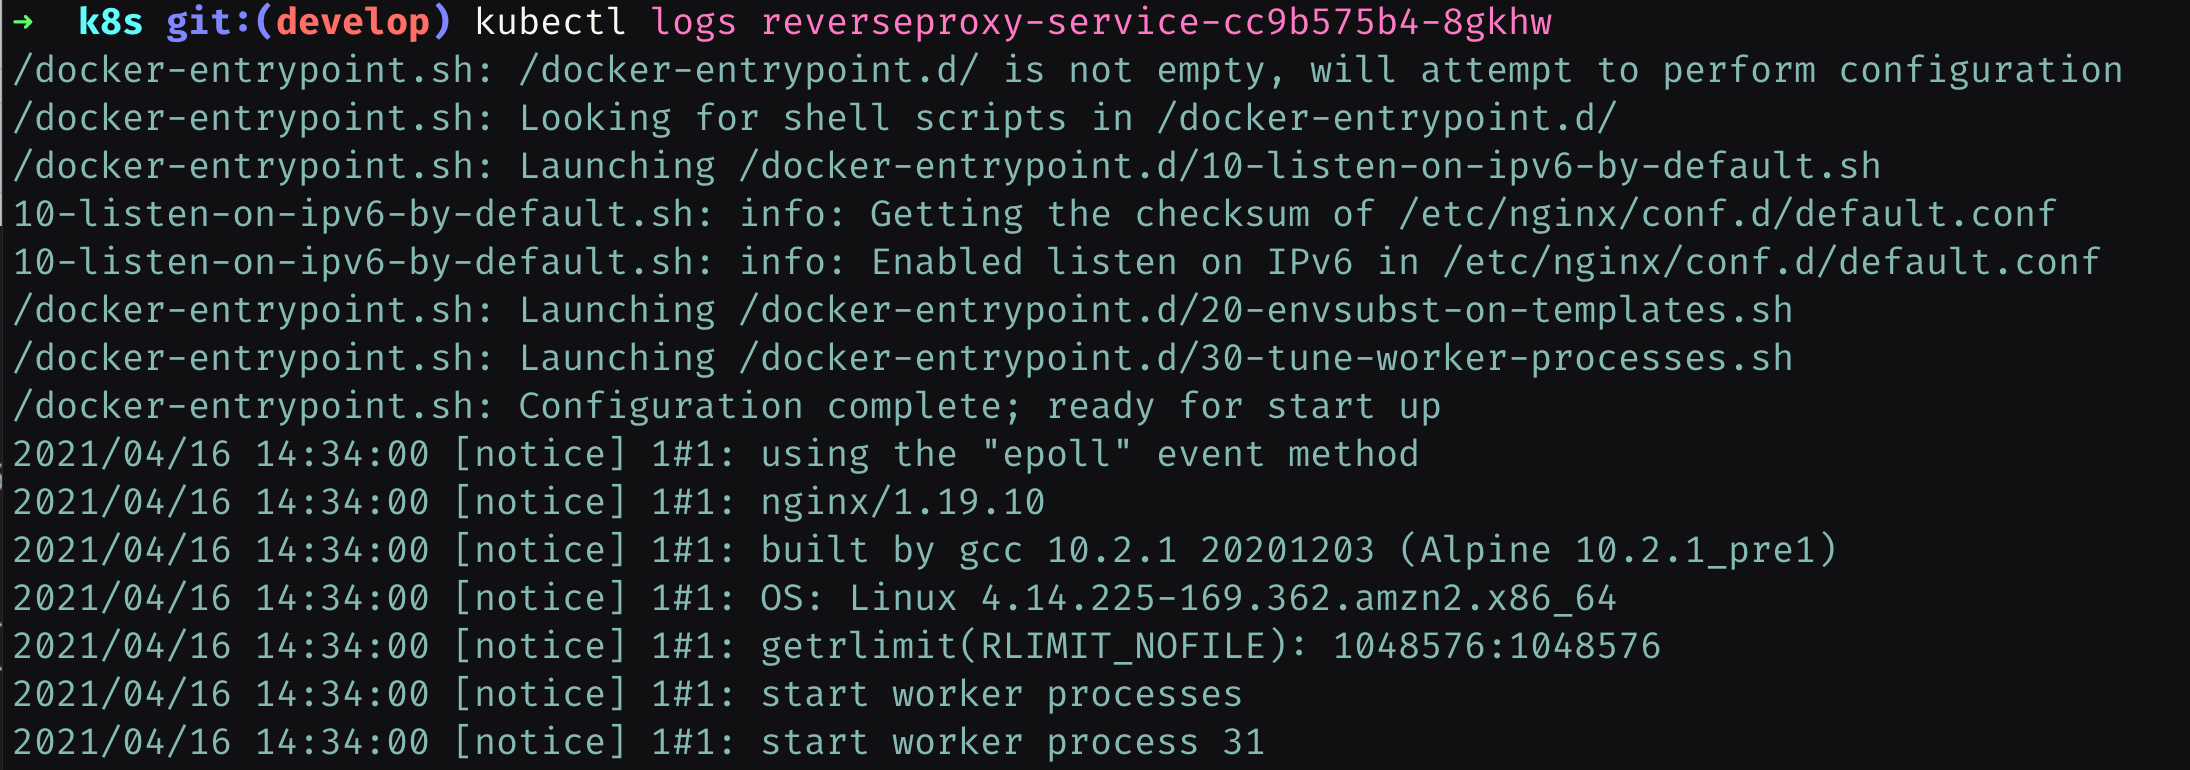 ➜  k8s git:(develop) kubectl logs reverseproxy-service-cc9b575b4-8gkhw
/docker-entrypoint.sh: /docker-entrypoint.d/ is not empty, will attempt to perform configuration
/docker-entrypoint.sh: Looking for shell scripts in /docker-entrypoint.d/
/docker-entrypoint.sh: Launching /docker-entrypoint.d/10-listen-on-ipv6-by-default.sh
10-listen-on-ipv6-by-default.sh: info: Getting the checksum of /etc/nginx/conf.d/default.conf
10-listen-on-ipv6-by-default.sh: info: Enabled listen on IPv6 in /etc/nginx/conf.d/default.conf
/docker-entrypoint.sh: Launching /docker-entrypoint.d/20-envsubst-on-templates.sh
/docker-entrypoint.sh: Launching /docker-entrypoint.d/30-tune-worker-processes.sh
/docker-entrypoint.sh: Configuration complete; ready for start up
2021/04/16 14:34:00 [notice] 1#1: using the "epoll" event method
2021/04/16 14:34:00 [notice] 1#1: nginx/1.19.10
2021/04/16 14:34:00 [notice] 1#1: built by gcc 10.2.1 20201203 (Alpine 10.2.1_pre1)
2021/04/16 14:34:00 [notice] 1#1: OS: Linux 4.14.225-169.362.amzn2.x86_64
2021/04/16 14:34:00 [notice] 1#1: getrlimit(RLIMIT_NOFILE): 1048576:1048576
2021/04/16 14:34:00 [notice] 1#1: start worker processes
2021/04/16 14:34:00 [notice] 1#1: start worker process 31